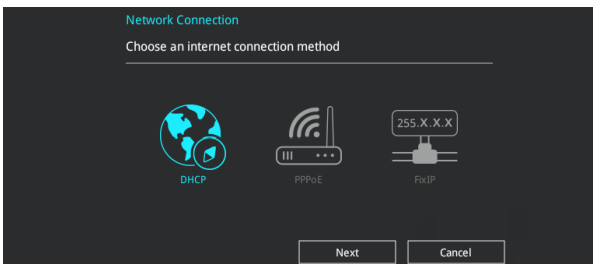 Network Connection
Choose an internet connection method
255.X.X.X
DHCP PPPoE FixIP
Next Cancel